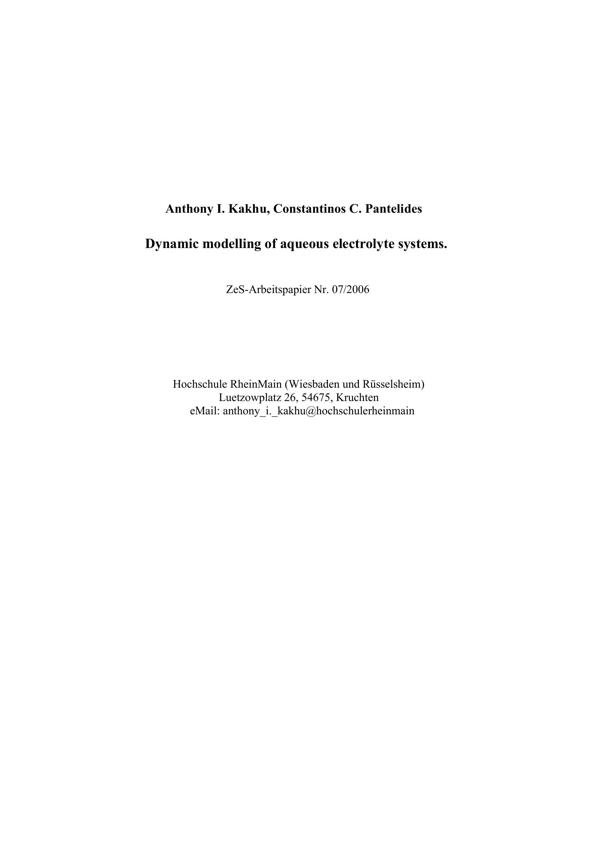 Anthony I. Kakhu, Constantinos C. Pantelides
Dynamic modelling of aqueous electrolyte systems.
ZeS-Arbeitspapier Nr. 07/2006
Hochschule RheinMain (Wiesbaden und Rüsselsheim)
Luetzowplatz 26, 54675, Kruchten
eMail: anthony_i._kakhu@hochschulerheinmain